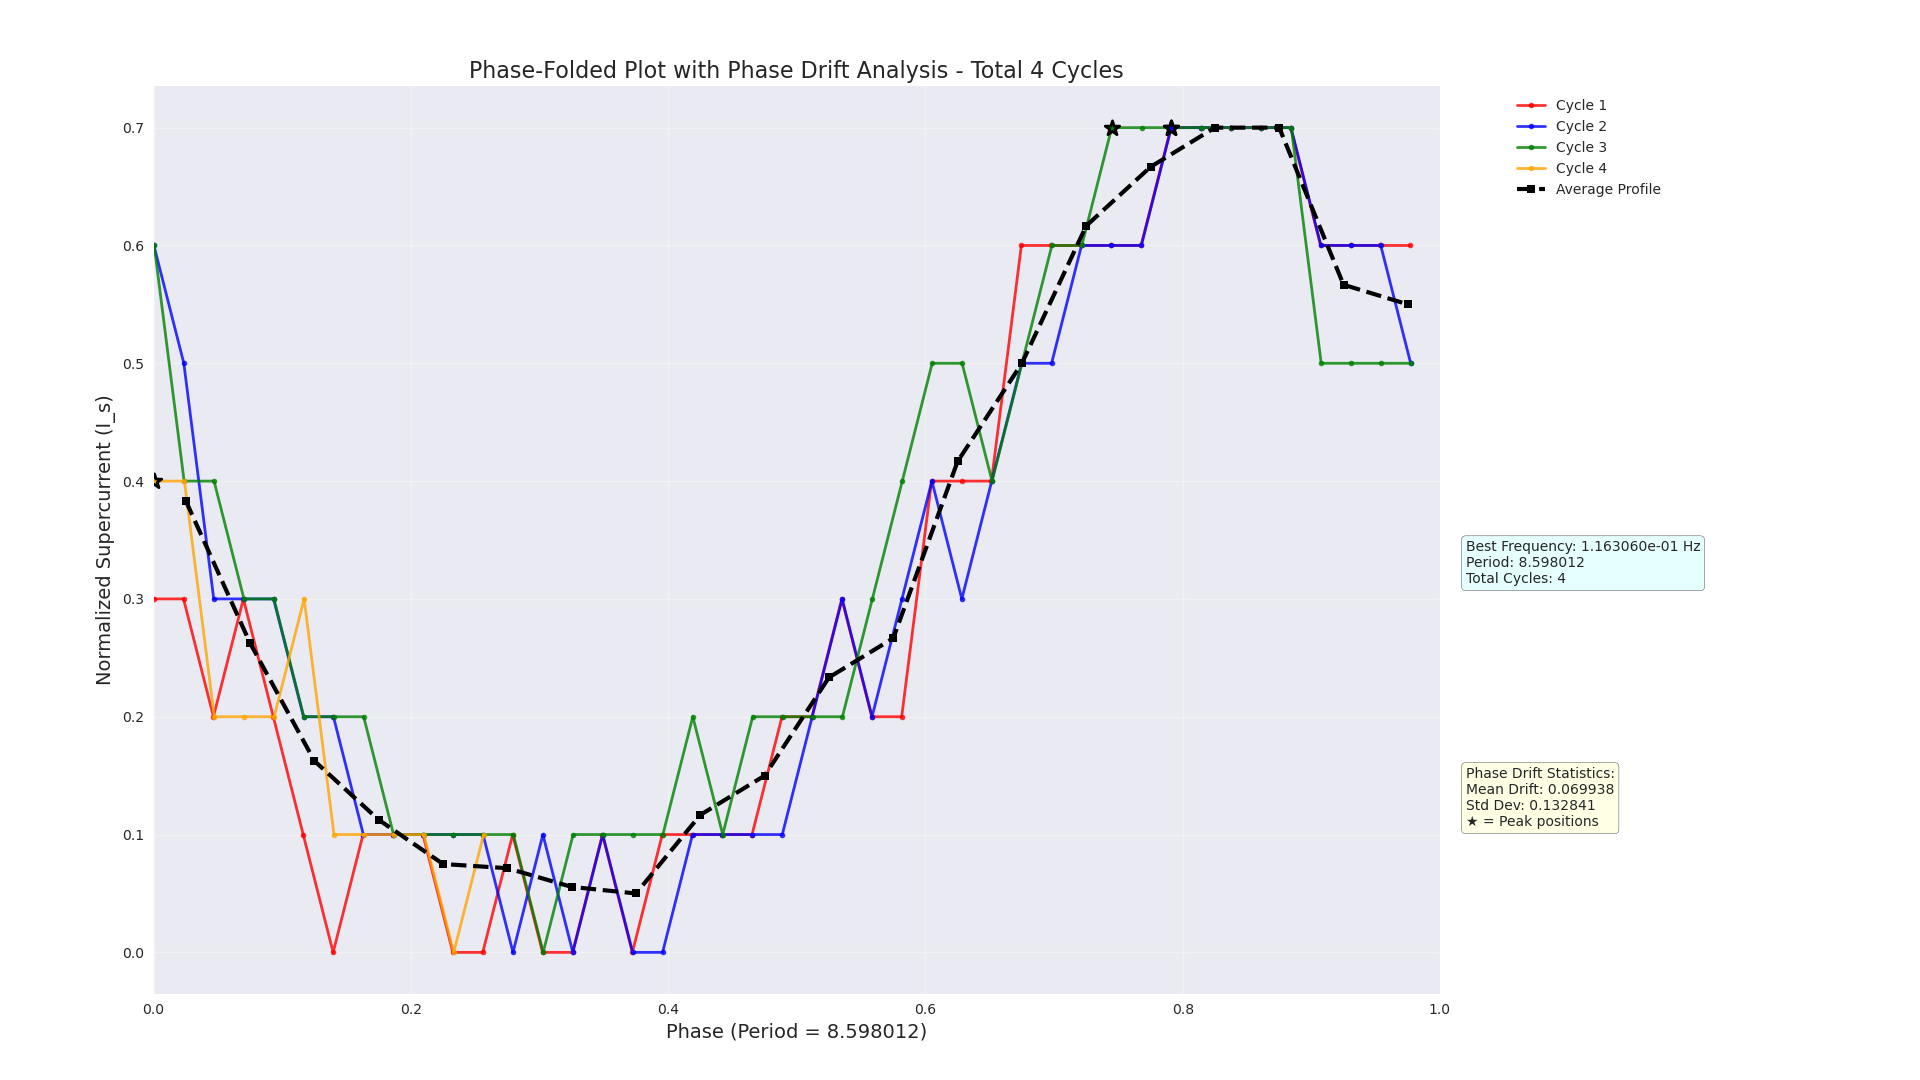 Phase-Folded Plot with Phase Drift Analysis - Total 4 Cycles
Normalized Supercurrent (I_s)
0.7
0.6
0.5
0.4
0.3
0.2
0.1
0.0
0.0 0.2 0.4 0.6 0.8 1.0
Phase (Period = 8.598012)
Cycle 1
Cycle 2
Cycle 3
Cycle 4
Average Profile
Best Frequency: 1.163060e-01 Hz
Period: 8.598012
Total Cycles: 4
Phase Drift Statistics:
Mean Drift: 0.069938
Std Dev: 0.132841
★ = Peak positions